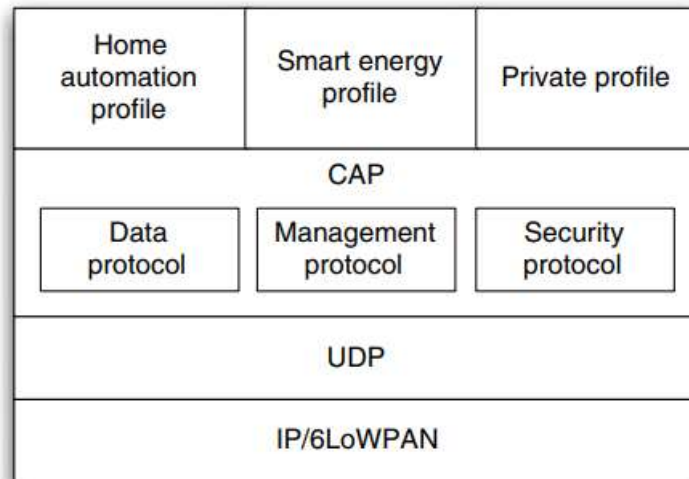 Home
automation
profile
Smart energy
profile
Private profile
CAP
Data
protocol
Management
protocol
Security
protocol
UDP
IP/6LoWPAN